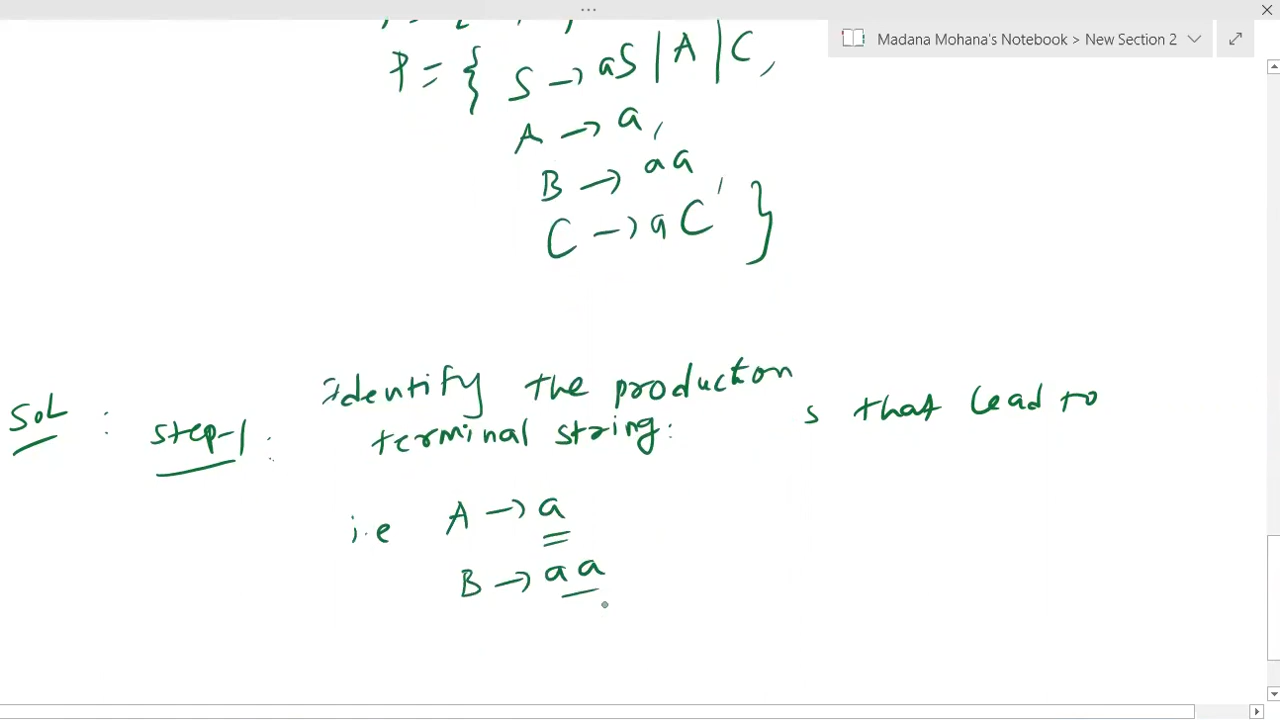 Madana Mohana's Notebook > New Section 2
P = { S → aS | A | C ,
A → a ,
B → aa ,
C → aC }
Sol : Step-1 : Identify the production s that lead to
terminal string :
i.e A → a
B → aa